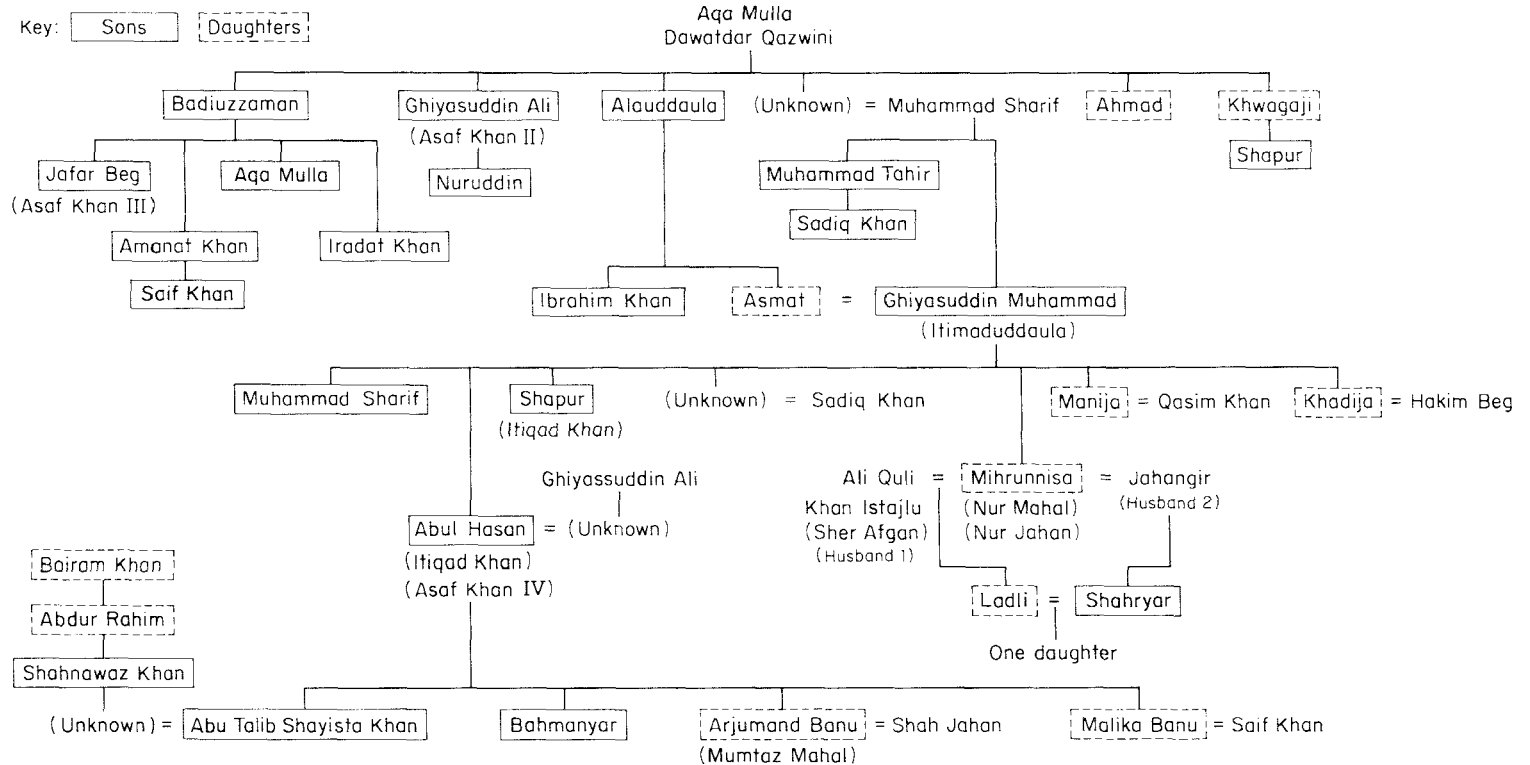 Key: Sons Daughters
Aqa Mulla
Dawatdar Qazwini
Badiuzzaman
Ghiyasuddin Ali
(Asaf Khan II)
Alauddaula
(Unknown) = Muhammad Sharif
Ahmad
Khwagaji
Jafar Beg
(Asaf Khan III)
Aqa Mulla
Nuruddin
Muhammad Tahir
Shapur
Sadiq Khan
Amanat Khan
Iradat Khan
Saif Khan
Ibrahim Khan
Asmat = Ghiyasuddin Muhammad
(Itimaduddaula)
Muhammad Sharif
Shapur
(Itiqad Khan)
(Unknown) = Sadiq Khan
Manija = Qasim Khan
Khadija = Hakim Beg
Ghiyassuddin Ali
Abul Hasan = (Unknown)
(Itiqad Khan)
(Asaf Khan IV)
Ali Quli = Mihrunnisa = Jahangir
Khan Istajlu (Nur Mahal) (Husband 2)
(Sher Afgan) (Nur Jahan)
(Husband 1)
Bairam Khan
Abdur Rahim
Shahnawaz Khan
Ladli = Shahryar
One daughter
(Unknown) = Abu Talib Shayista Khan
Bahmanyar
Arjumand Banu = Shah Jahan
(Mumtaz Mahal)
Malika Banu = Saif Khan